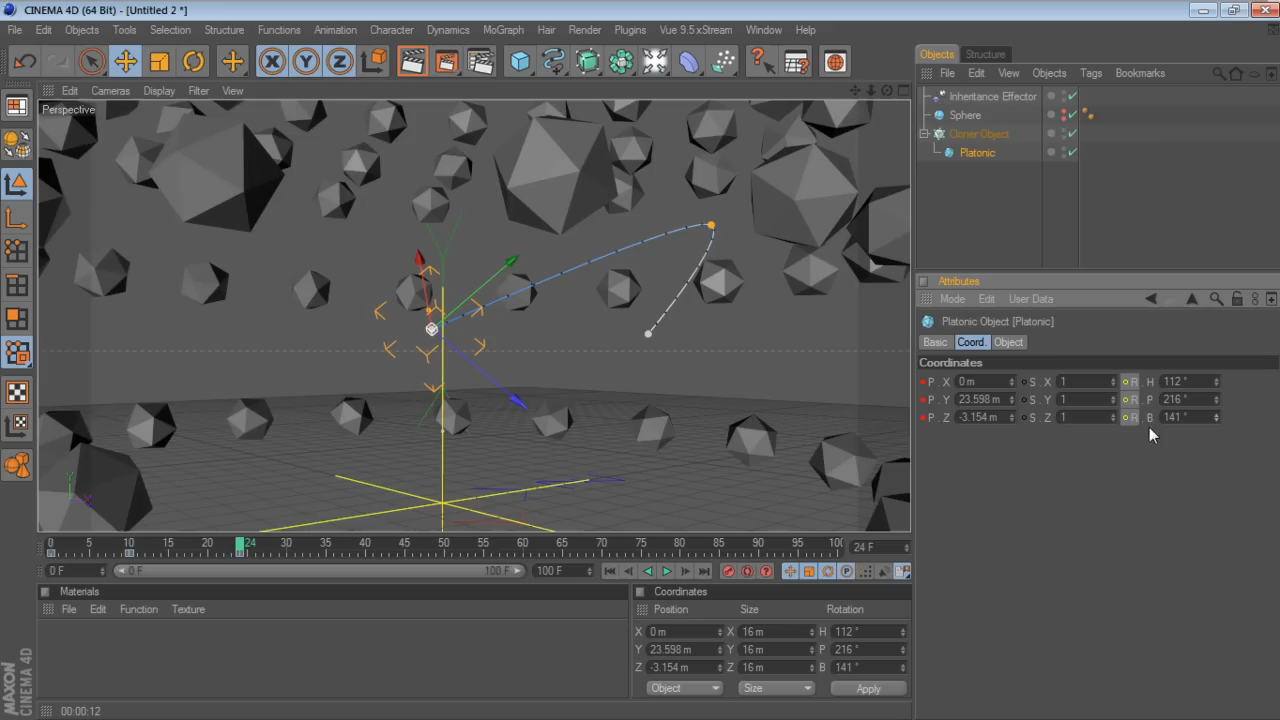 CINEMA 4D (64 Bit) - [Untitled 2 *]
File Edit Objects Tools Selection Structure Functions Animation Character Dynamics MoGraph Hair Render Plugins Vue 9.5xStream Window Help
Objects Structure
File Edit View Objects Tags Bookmarks
Inheritance Effector
Sphere
Cloner Object
Platonic
Edit Cameras Display Filter View
Perspective
X Y Z
Y
Attributes
Mode Edit User Data
Platonic Object [Platonic]
Basic Coord. Object
Coordinates
P . X 0 m S . X 1 R . H 112 °
P . Y 23.598 m S . Y 1 R . P 216 °
P . Z -3.154 m S . Z 1 R . B 141 °
0 5 10 15 20 24 30 35 40 45 50 55 60 65 70 75 80 85 90 95 100 24 F
0 F 0 F 100 F 100 F
P
Materials
File Edit Function Texture
Coordinates
Position Size Rotation
X 0 m X 16 m H 112 °
Y 23.598 m Y 16 m P 216 °
Z -3.154 m Z 16 m B 141 °
Object Size Apply
MAXON CINEMA 4D
00:00:12